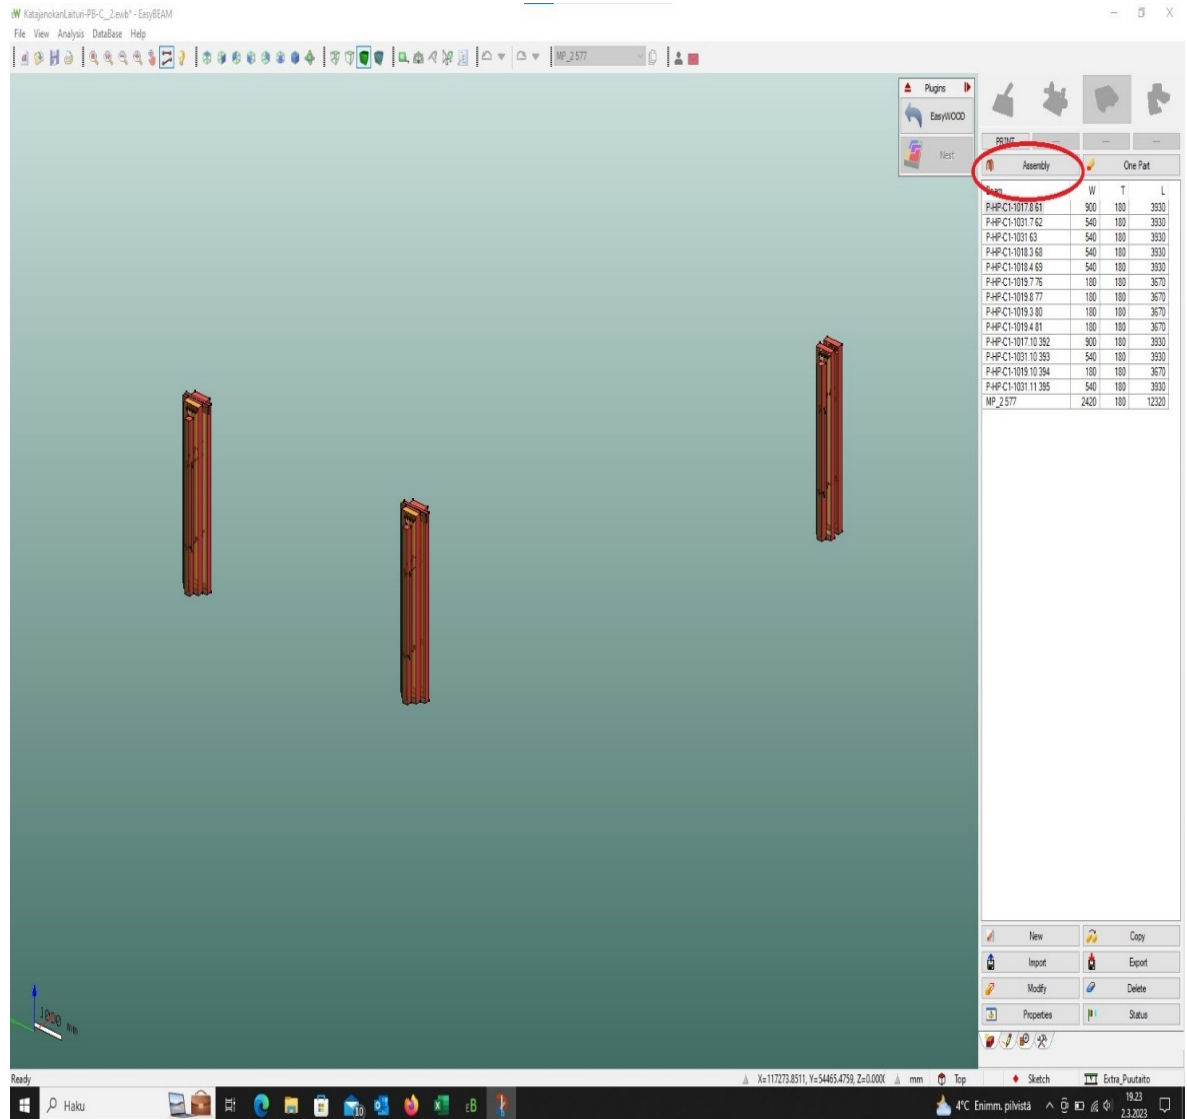 KatajanokanLaituri-PB-C__2.ewb* - EasyBEAM
File View Analysis DataBase Help
MP_2 577
Plugins
EasyWOOD
Nest
PRINT --- --- ---
Assembly One Part
Beam W T L
P-HP-C1-1017.8 61 900 180 3930
P-HP-C1-1031.7 62 540 180 3930
P-HP-C1-1031 63 540 180 3930
P-HP-C1-1018.3 68 540 180 3930
P-HP-C1-1018.4 69 540 180 3930
P-HP-C1-1019.7 76 180 180 3670
P-HP-C1-1019.8 77 180 180 3670
P-HP-C1-1019.3 80 180 180 3670
P-HP-C1-1019.4 81 180 180 3670
P-HP-C1-1017.10 392 900 180 3930
P-HP-C1-1031.10 393 540 180 3930
P-HP-C1-1019.10 394 180 180 3670
P-HP-C1-1031.11 395 540 180 3930
MP_2 577 2420 180 12320
New Copy
Import Export
Modify Delete
Properties Status
1000 mm
Ready X=117273.8511, Y=54465.4759, Z=0.000( mm Top Sketch Extra_Puutaito
Haku 10 EB 4°C Enimm. pilvistä 19.23
2.3.2023